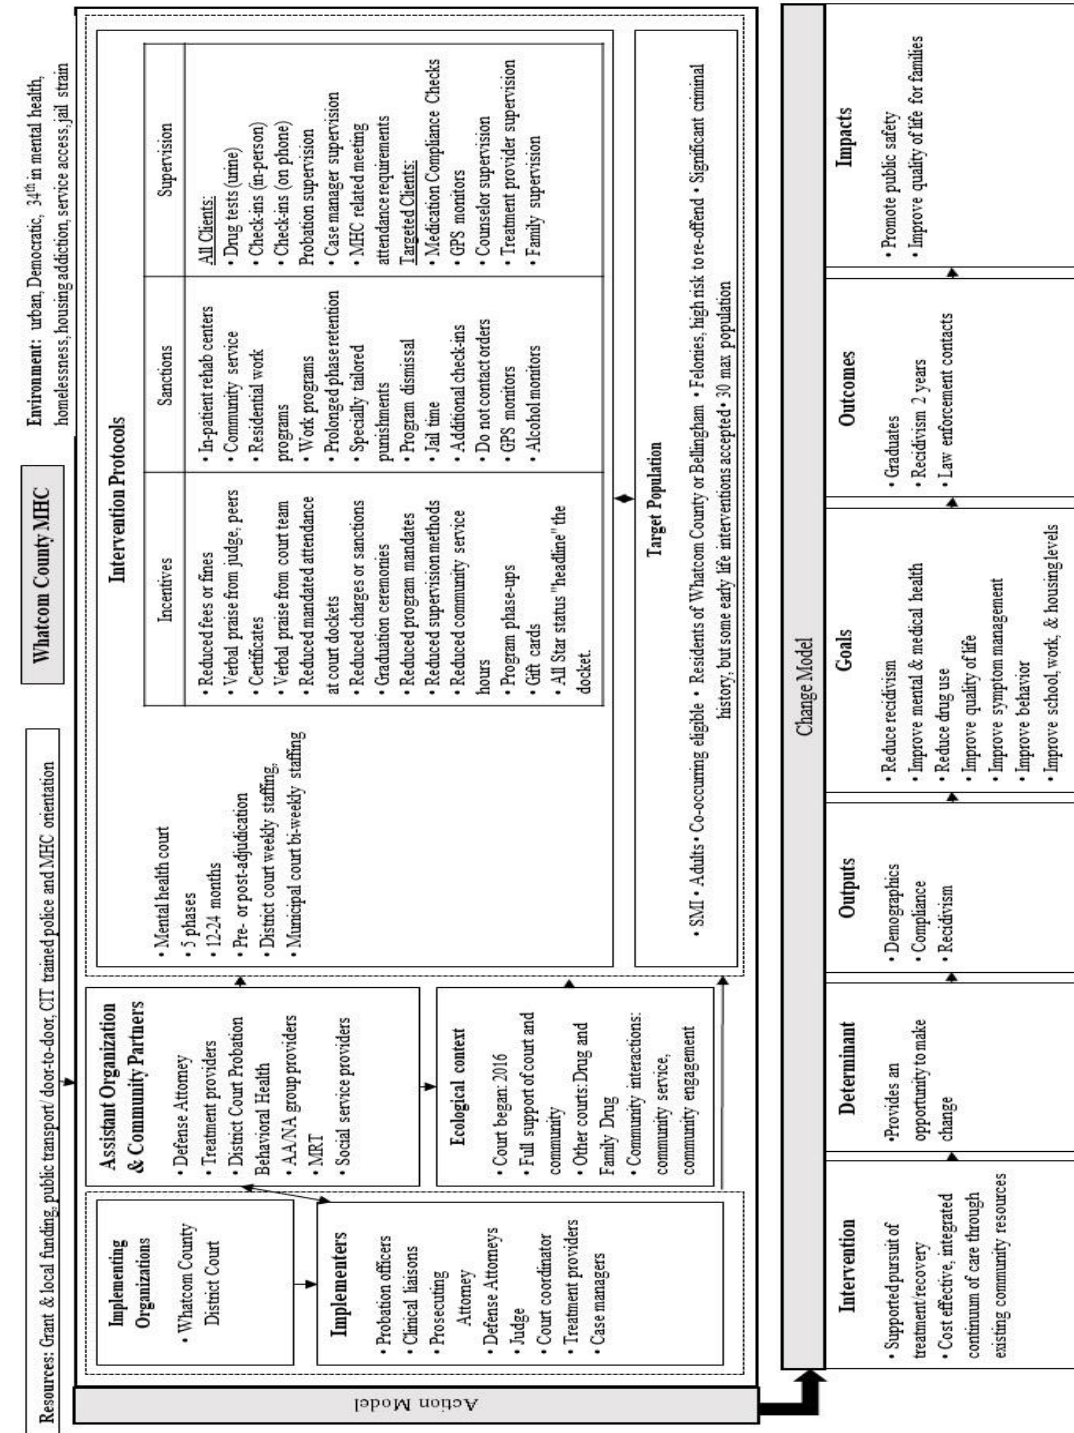 Whatcom County MHC
Resources: Grant & local funding, public transport/ door-to-door, CIT trained police and MHC orientation
Environment: urban, Democratic, 34th in mental health,
homelessness, housing addiction, service access, jail strain
Action Model
Implementing
Organizations
• Whatcom County
District Court
Implementers
• Probation officers
• Clinical liaisons
• Prosecuting
Attorney
• Defense Attorneys
• Judge
• Court coordinator
• Treatment providers
• Case managers
Assistant Organization
& Community Partners
• Defense Attorney
• Treatment providers
• District Court Probation
Behavioral Health
• AA/NA group providers
• MRT
• Social service providers
Ecological context
• Court began: 2016
• Full support of court and
community
• Other courts: Drug and
Family Drug
• Community interactions:
community service,
community engagement
Intervention Protocols
• Mental health court
• 5 phases
• 12-24 months
• Pre- or post-adjudication
• District court weekly staffing,
• Municipal court bi-weekly staffing
Incentives
• Reduced fees or fines
• Verbal praise from judge, peers
• Certificates
• Verbal praise from court team
• Reduced mandated attendance
at court dockets
• Reduced charges or sanctions
• Graduation ceremonies
• Reduced program mandates
• Reduced supervision methods
• Reduced community service
hours
• Program phase-ups
• Gift cards
• All Star status "headline" the
docket.
Sanctions
• In-patient rehab centers
• Community service
• Residential work
programs
• Work programs
• Prolonged phase retention
• Specially tailored
punishments
• Program dismissal
• Jail time
• Additional check-ins
• Do not contact orders
• GPS monitors
• Alcohol monitors
Supervision
All Clients:
• Drug tests (urine)
• Check-ins (in-person)
• Check-ins (on phone)
Probation supervision
• Case manager supervision
• MHC related meeting
attendance requirements
Targeted Clients:
• Medication Compliance Checks
• GPS monitors
• Counselor supervision
• Treatment provider supervision
• Family supervision
Target Population
• SMI • Adults • Co-occurring eligible • Residents of Whatcom County or Bellingham • Felonies, high risk to re-offend • Significant criminal
history, but some early life interventions accepted • 30 max population
Change Model
Intervention
• Supported pursuit of
treatment/recovery
• Cost effective, integrated
continuum of care through
existing community resources
Determinant
•Provides an
opportunity to make
change
Outputs
• Demographics
• Compliance
• Recidivism
Goals
• Reduce recidivism
• Improve mental & medical health
• Reduce drug use
• Improve quality of life
• Improve symptom management
• Improve behavior
• Improve school, work, & housing levels
Outcomes
• Graduates
• Recidivism 2 years
• Law enforcement contacts
Impacts
• Promote public safety
• Improve quality of life for families